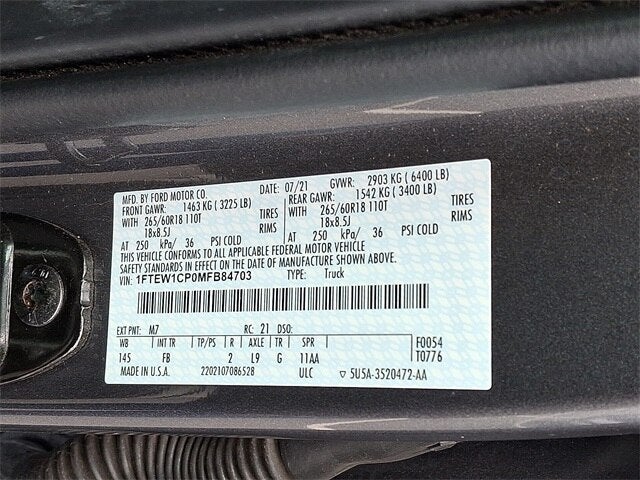 MFD. BY FORD MOTOR CO. DATE: 07/21 GVWR: 2903 KG ( 6400 LB)
FRONT GAWR: 1463 KG ( 3225 LB) REAR GAWR: 1542 KG ( 3400 LB)
WITH 265/60R18 110T TIRES WITH 265/60R18 110T TIRES
18x8.5J RIMS 18x8.5J RIMS
AT 250 kPa/ 36 PSI COLD AT 250 kPa/ 36 PSI COLD
THIS VEHICLE CONFORMS TO ALL APPLICABLE FEDERAL MOTOR VEHICLE
SAFETY STANDARDS IN EFFECT ON THE DATE OF MANUFACTURE SHOWN ABOVE.
VIN: 1FTEW1CP0MFB84703 TYPE: Truck
EXT PNT: M7 RC: 21 DSO:
WB INT TR TP/PS R AXLE TR SPR F0054
145 FB 2 L9 G 11AA T0776
MADE IN U.S.A. 2202107086528 ULC ▽ 5U5A-3520472-AA